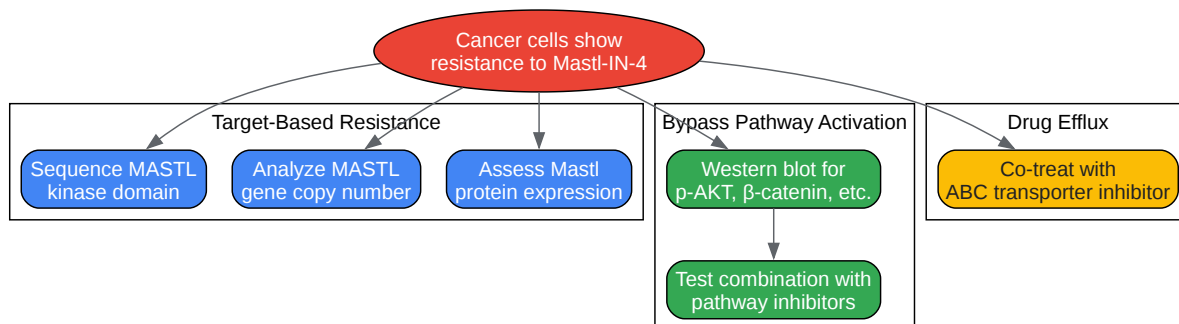 Cancer cells show
resistance to Mastl-IN-4
Target-Based Resistance
Sequence MASTL
kinase domain
Analyze MASTL
gene copy number
Assess Mastl
protein expression
Bypass Pathway Activation
Western blot for
p-AKT, β-catenin, etc.
Test combination with
pathway inhibitors
Drug Efflux
Co-treat with
ABC transporter inhibitor